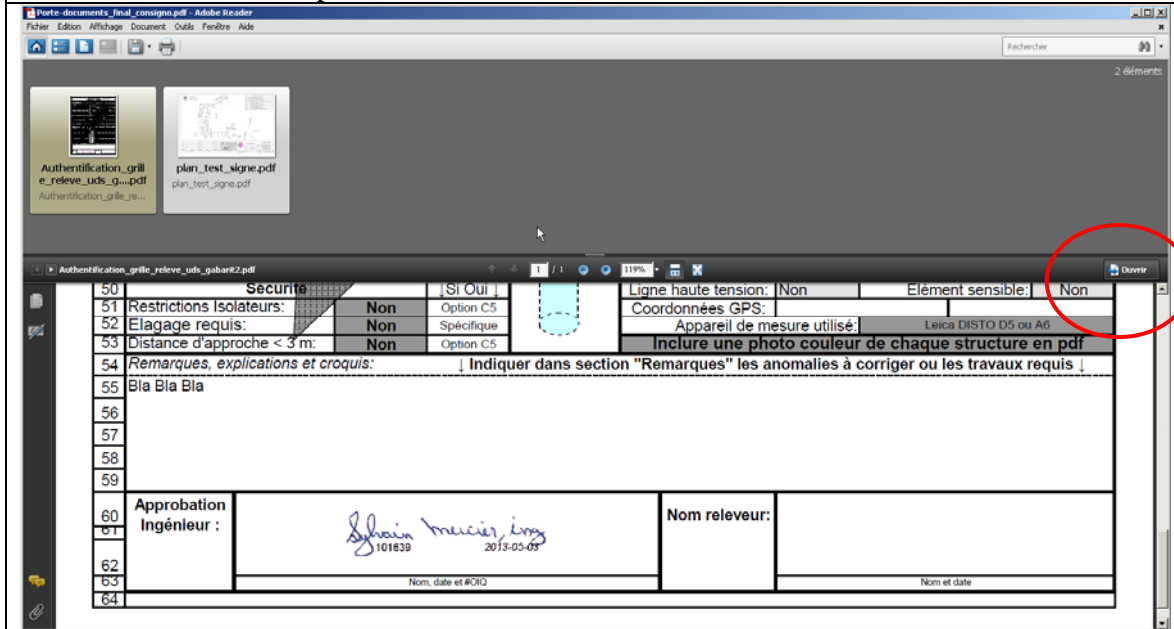 Porte-documents_final_consigno.pdf - Adobe Reader
Fichier Edition Affichage Document Outils Fenêtre Aide
Rechercher
2 éléments
Authentification_grill
e_releve_uds_g....pdf
Authentification_grille_re...
plan_test_signe.pdf
plan_test_signe.pdf
Authentification_grille_releve_uds_gabarit2.pdf 1 / 1 119% Ouvrir
50 Sécurité ↓Si Oui ↓ Ligne haute tension: Non Elément sensible: Non
51 Restrictions Isolateurs: Non Option C5 Coordonnées GPS:
52 Elagage requis: Non Spécifique Appareil de mesure utilisé: Leica DISTO D5 ou A6
53 Distance d'approche < 3 m: Non Option C5 Inclure une photo couleur de chaque structure en pdf
54 Remarques, explications et croquis: ↓ Indiquer dans section "Remarques" les anomalies à corriger ou les travaux requis ↓
55 Bla Bla Bla
56
57
58
59
60 Approbation Ingénieur : Sylvain Mercier, ing Nom releveur:
61 101639 2013-05-03
62
63 Nom, date et #OIQ Nom et date
64